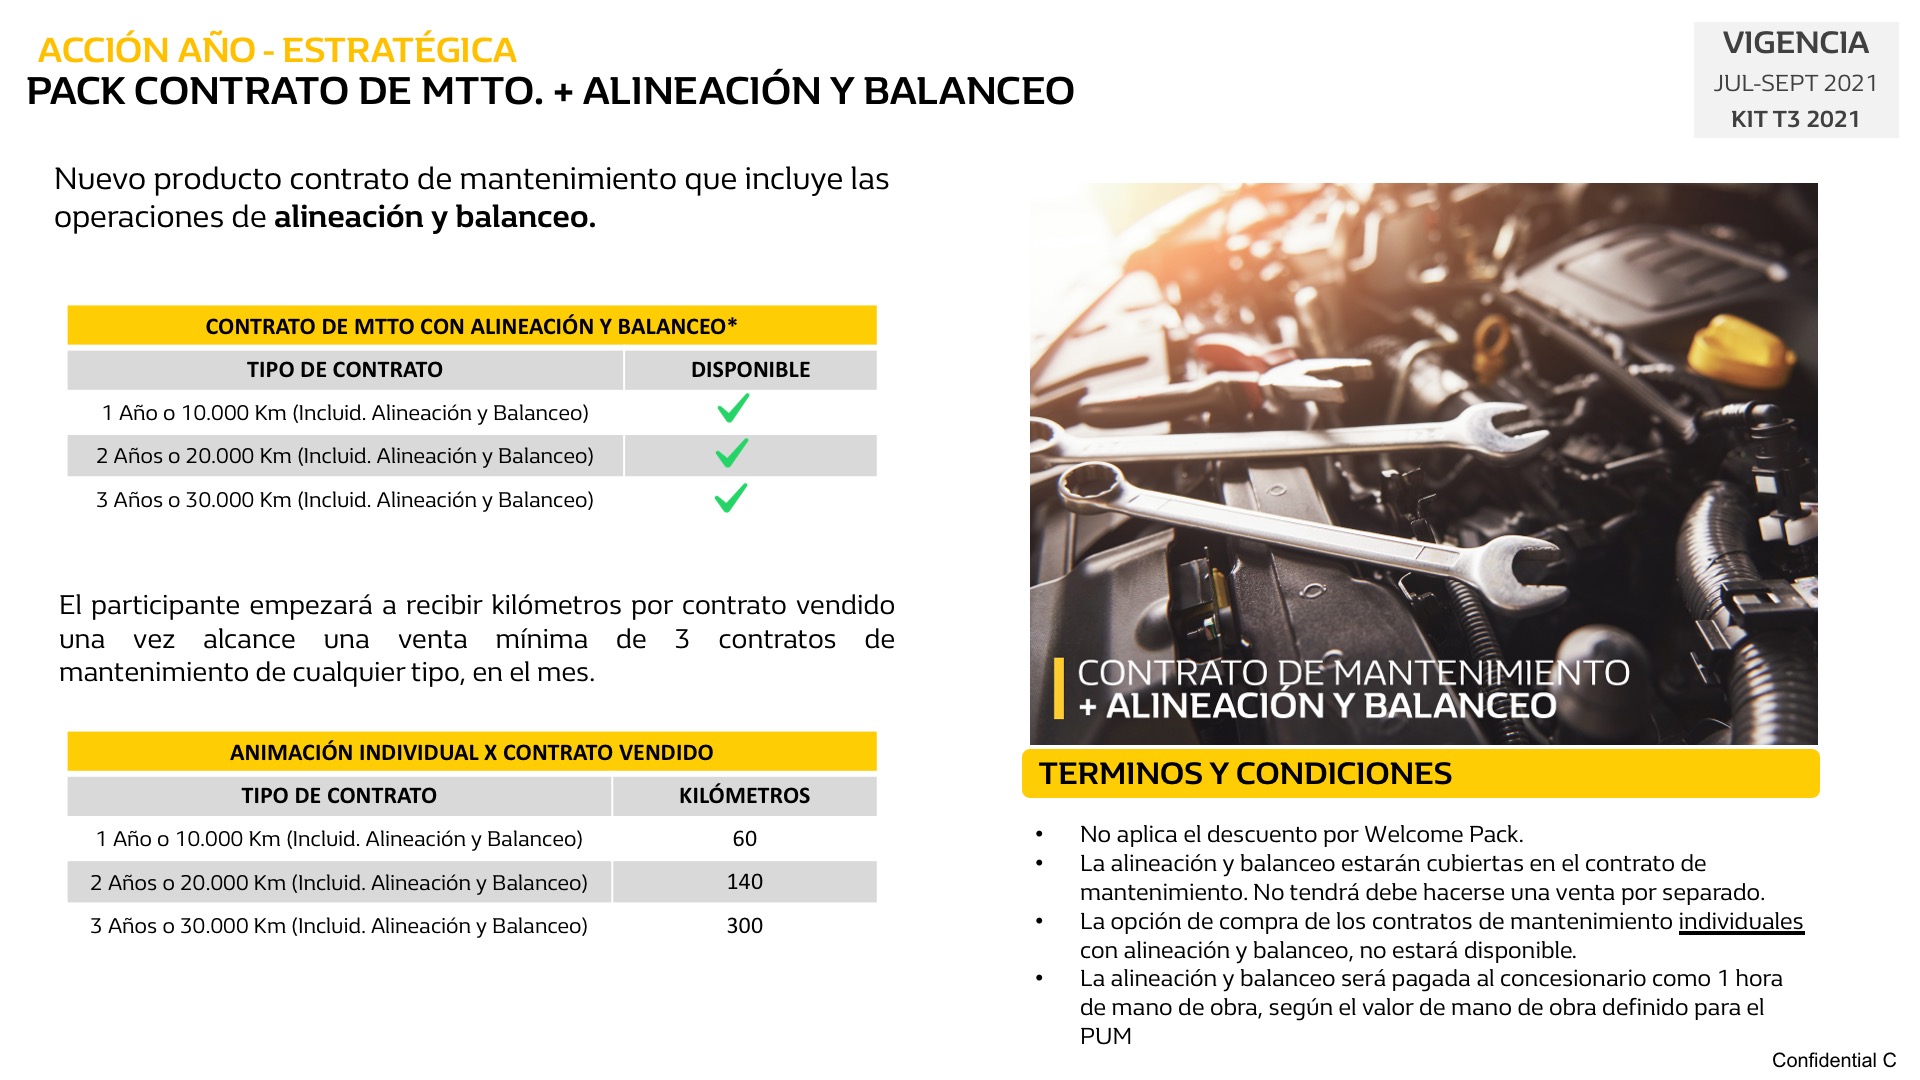 ACCIÓN AÑO - ESTRATÉGICA
PACK CONTRATO DE MTTO. + ALINEACIÓN Y BALANCEO
VIGENCIA
JUL-SEPT 2021
KIT T3 2021
Nuevo producto contrato de mantenimiento que incluye las
operaciones de alineación y balanceo.
CONTRATO DE MTTO CON ALINEACIÓN Y BALANCEO*
TIPO DE CONTRATO DISPONIBLE
1 Año o 10.000 Km (Incluid. Alineación y Balanceo)
2 Años o 20.000 Km (Incluid. Alineación y Balanceo)
3 Años o 30.000 Km (Incluid. Alineación y Balanceo)
El participante empezará a recibir kilómetros por contrato vendido
una vez alcance una venta mínima de 3 contratos de
mantenimiento de cualquier tipo, en el mes.
ANIMACIÓN INDIVIDUAL X CONTRATO VENDIDO
TIPO DE CONTRATO KILÓMETROS
1 Año o 10.000 Km (Incluid. Alineación y Balanceo) 60
2 Años o 20.000 Km (Incluid. Alineación y Balanceo) 140
3 Años o 30.000 Km (Incluid. Alineación y Balanceo) 300
CONTRATO DE MANTENIMIENTO
+ ALINEACIÓN Y BALANCEO
TERMINOS Y CONDICIONES
• No aplica el descuento por Welcome Pack.
• La alineación y balanceo estarán cubiertas en el contrato de
mantenimiento. No tendrá debe hacerse una venta por separado.
• La opción de compra de los contratos de mantenimiento individuales
con alineación y balanceo, no estará disponible.
• La alineación y balanceo será pagada al concesionario como 1 hora
de mano de obra, según el valor de mano de obra definido para el
PUM
Confidential C